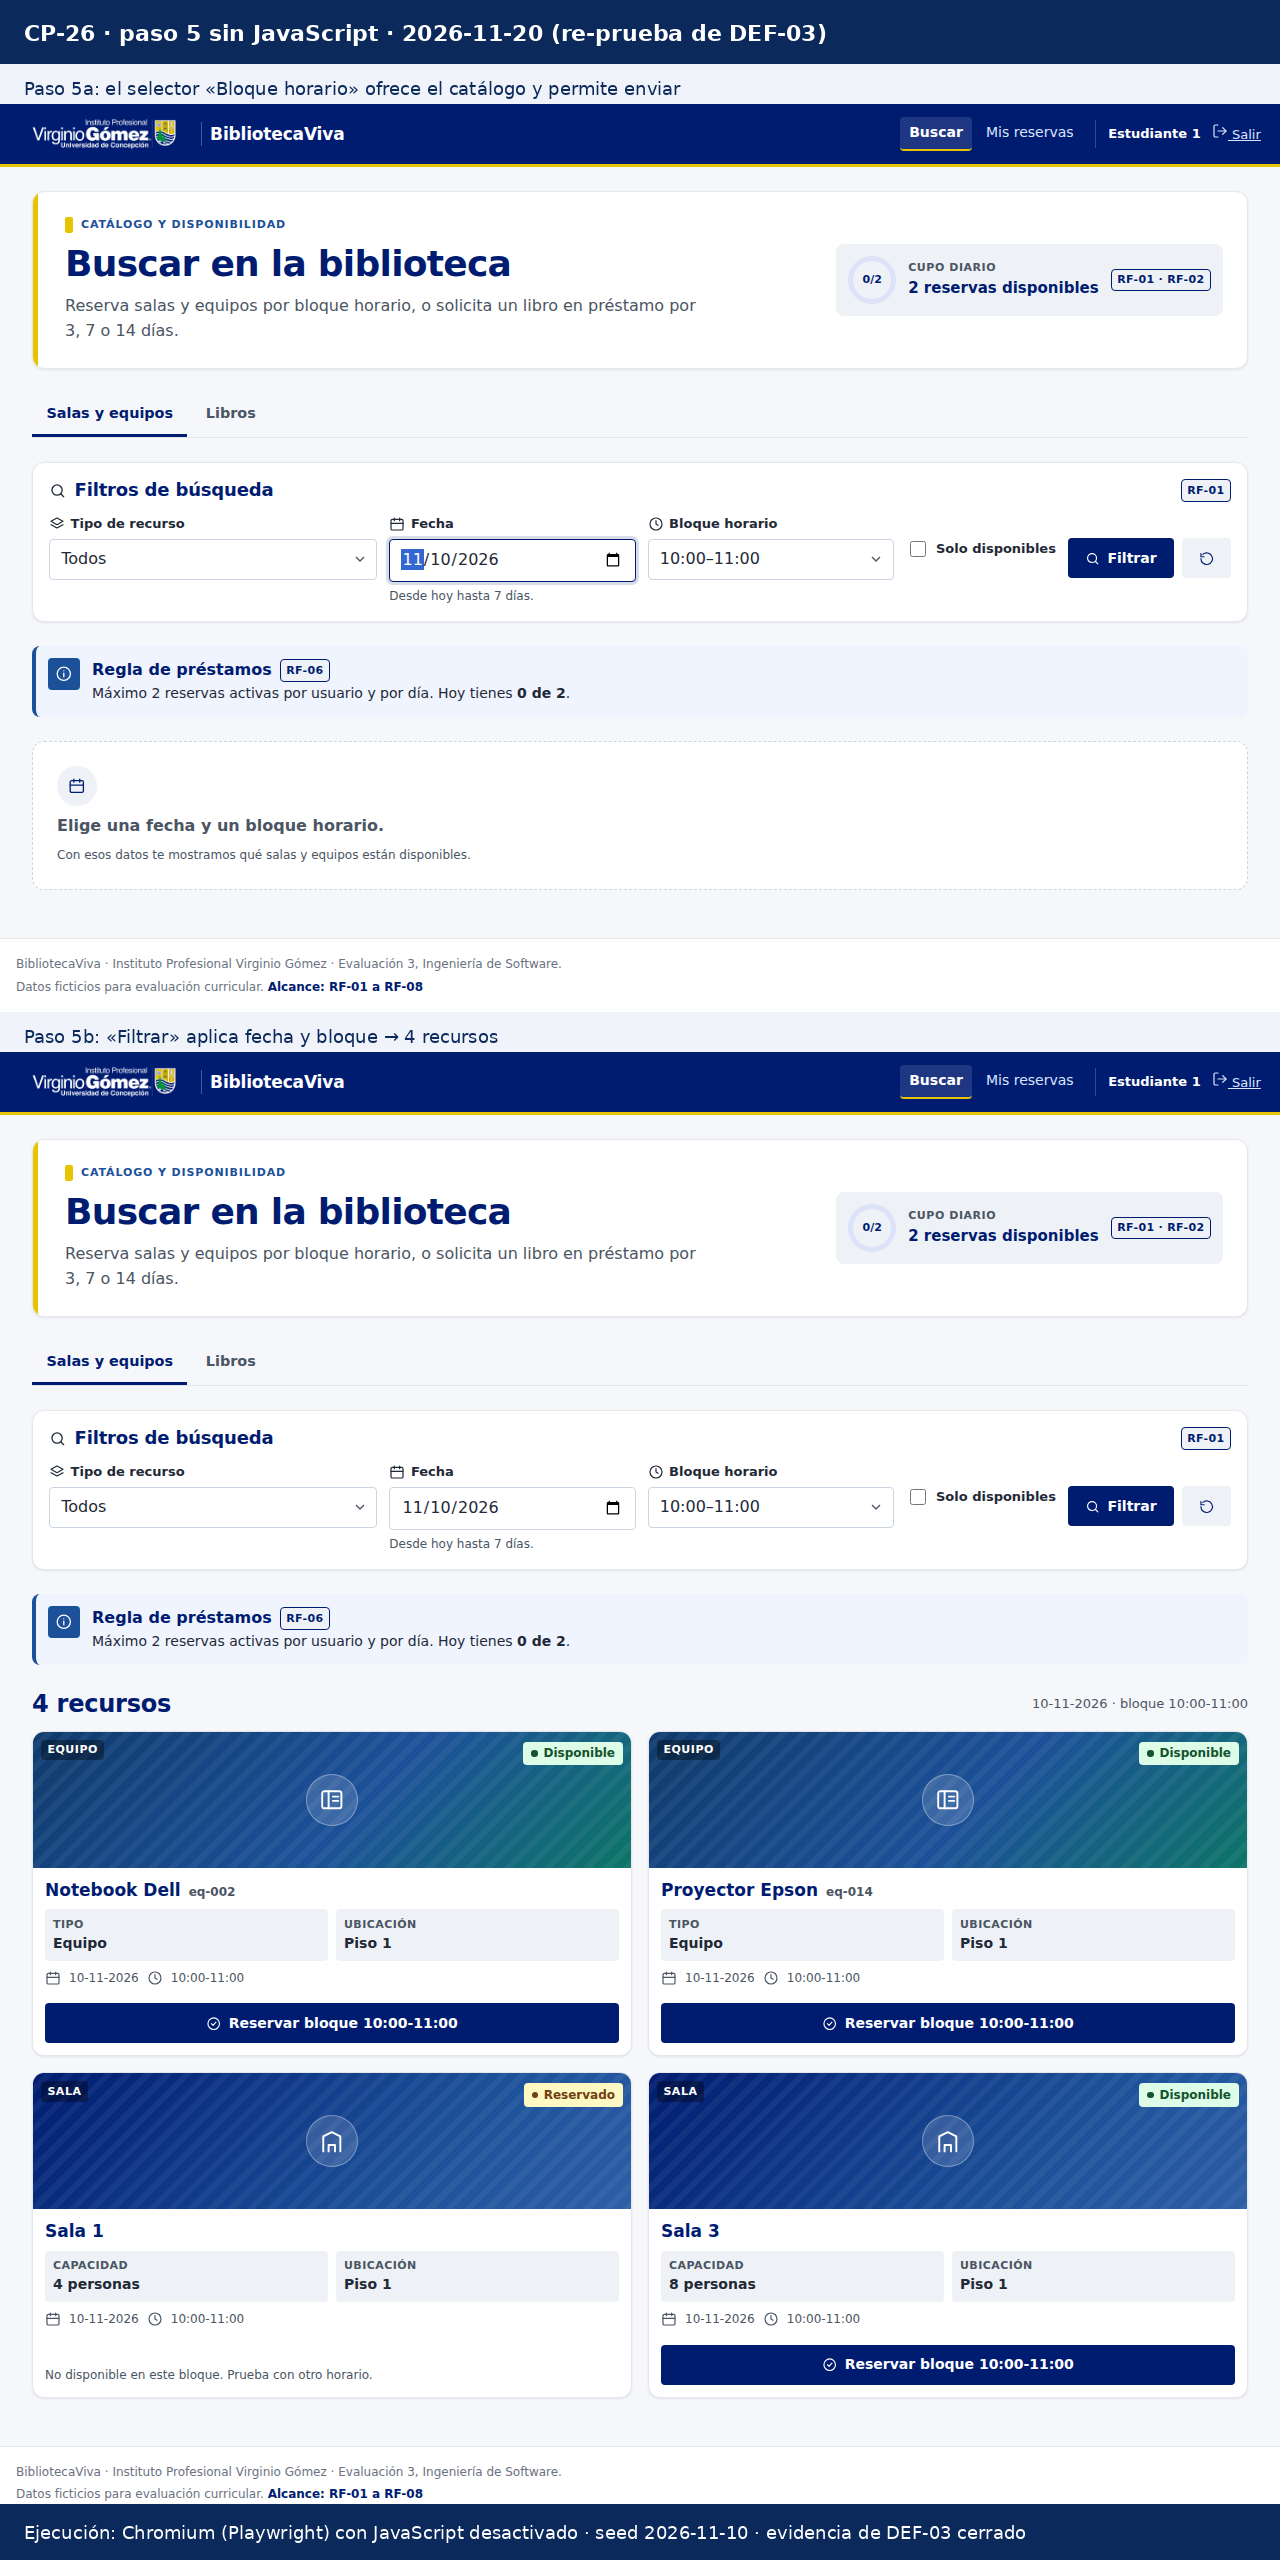 CP-26 · paso 5 sin JavaScript · 2026-11-20 (re-prueba de DEF-03)
Paso 5a: el selector «Bloque horario» ofrece el catálogo y permite enviar
Instituto Profesional
Virginio Gómez
Universidad de Concepción
BibliotecaViva
Buscar
Mis reservas
Estudiante 1
Salir
CATÁLOGO Y DISPONIBILIDAD
Buscar en la biblioteca
Reserva salas y equipos por bloque horario, o solicita un libro en préstamo por
3, 7 o 14 días.
0/2
CUPO DIARIO
2 reservas disponibles
RF-01 · RF-02
Salas y equipos
Libros
Filtros de búsqueda
RF-01
Tipo de recurso
Fecha
Bloque horario
Todos
11/10/2026
10:00–11:00
Solo disponibles
Filtrar
Desde hoy hasta 7 días.
Regla de préstamos
RF-06
Máximo 2 reservas activas por usuario y por día. Hoy tienes 0 de 2.
Elige una fecha y un bloque horario.
Con esos datos te mostramos qué salas y equipos están disponibles.
BibliotecaViva · Instituto Profesional Virginio Gómez · Evaluación 3, Ingeniería de Software.
Datos ficticios para evaluación curricular. Alcance: RF-01 a RF-08
Paso 5b: «Filtrar» aplica fecha y bloque → 4 recursos
Instituto Profesional
Virginio Gómez
Universidad de Concepción
BibliotecaViva
Buscar
Mis reservas
Estudiante 1
Salir
CATÁLOGO Y DISPONIBILIDAD
Buscar en la biblioteca
Reserva salas y equipos por bloque horario, o solicita un libro en préstamo por
3, 7 o 14 días.
0/2
CUPO DIARIO
2 reservas disponibles
RF-01 · RF-02
Salas y equipos
Libros
Filtros de búsqueda
RF-01
Tipo de recurso
Fecha
Bloque horario
Todos
11/10/2026
10:00–11:00
Solo disponibles
Filtrar
Desde hoy hasta 7 días.
Regla de préstamos
RF-06
Máximo 2 reservas activas por usuario y por día. Hoy tienes 0 de 2.
4 recursos
10-11-2026 · bloque 10:00-11:00
EQUIPO
Disponible
Notebook Dell eq-002
TIPO
Equipo
UBICACIÓN
Piso 1
10-11-2026
10:00-11:00
Reservar bloque 10:00-11:00
EQUIPO
Disponible
Proyector Epson eq-014
TIPO
Equipo
UBICACIÓN
Piso 1
10-11-2026
10:00-11:00
Reservar bloque 10:00-11:00
SALA
Reservado
Sala 1
CAPACIDAD
4 personas
UBICACIÓN
Piso 1
10-11-2026
10:00-11:00
No disponible en este bloque. Prueba con otro horario.
SALA
Disponible
Sala 3
CAPACIDAD
8 personas
UBICACIÓN
Piso 1
10-11-2026
10:00-11:00
Reservar bloque 10:00-11:00
BibliotecaViva · Instituto Profesional Virginio Gómez · Evaluación 3, Ingeniería de Software.
Datos ficticios para evaluación curricular. Alcance: RF-01 a RF-08
Ejecución: Chromium (Playwright) con JavaScript desactivado · seed 2026-11-10 · evidencia de DEF-03 cerrado